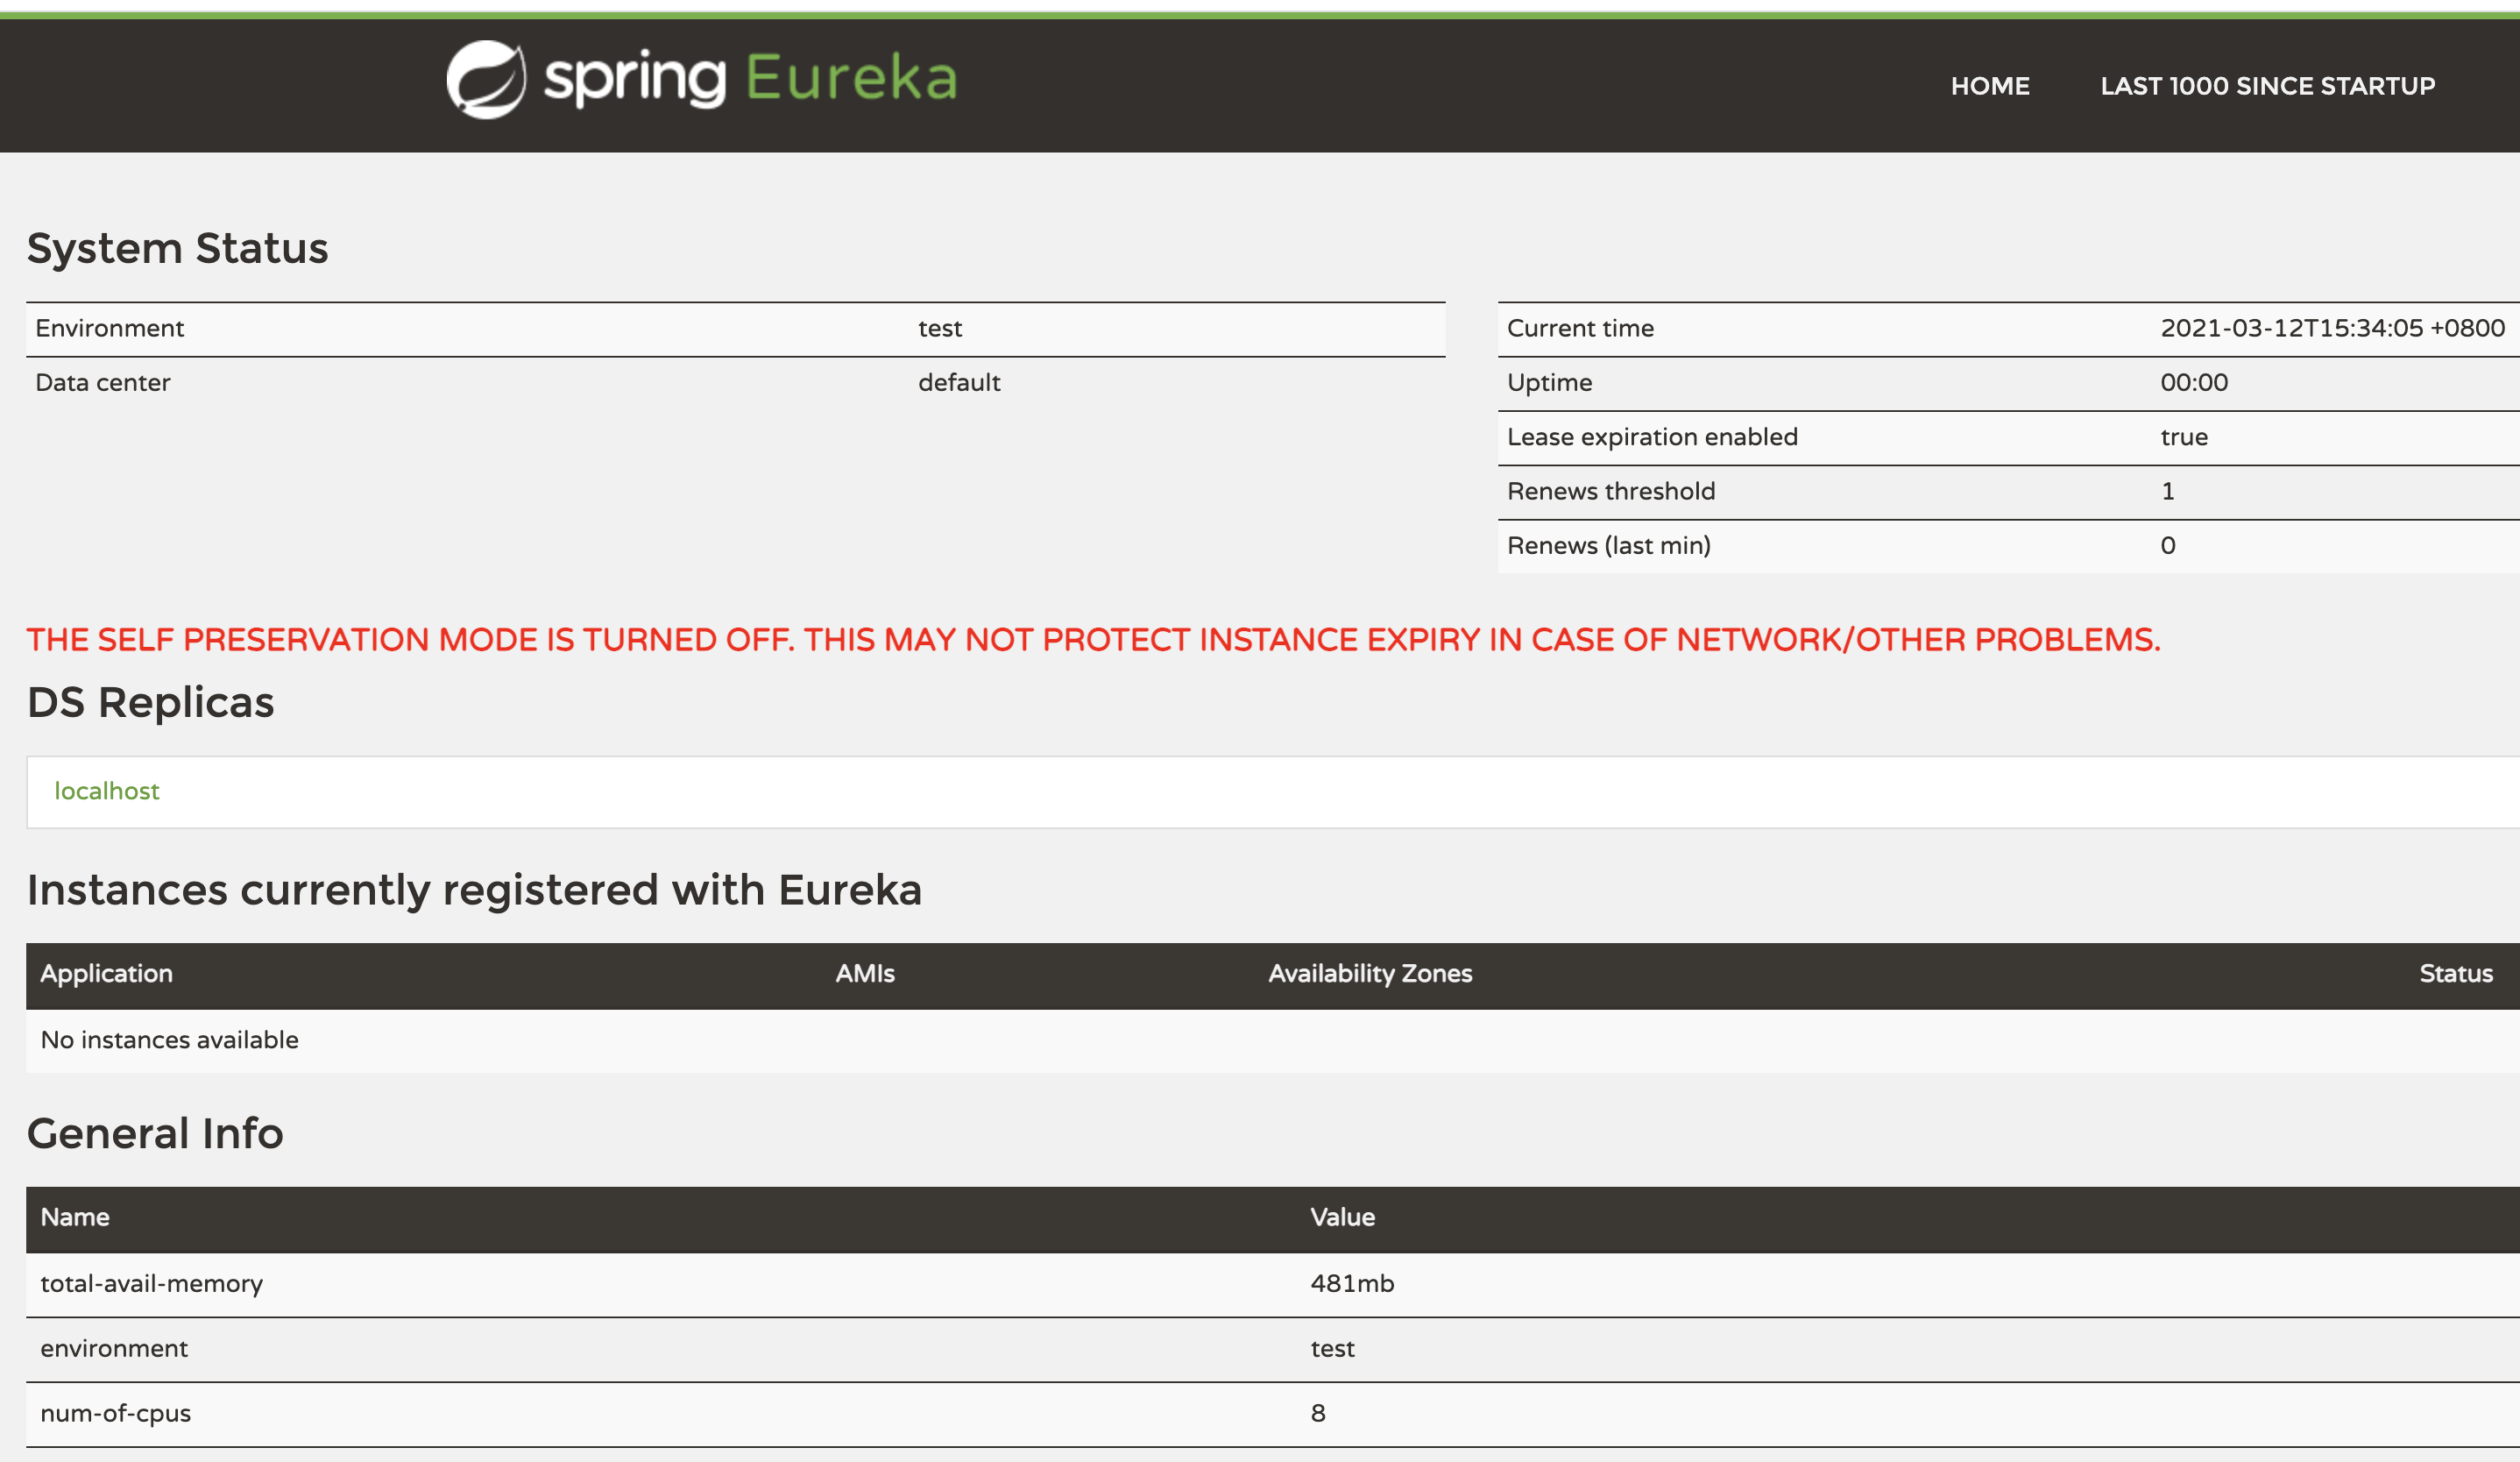 spring Eureka
HOME LAST 1000 SINCE STARTUP
System Status
Environment test
Data center default
Current time 2021-03-12T15:34:05 +0800
Uptime 00:00
Lease expiration enabled true
Renews threshold 1
Renews (last min) 0
THE SELF PRESERVATION MODE IS TURNED OFF. THIS MAY NOT PROTECT INSTANCE EXPIRY IN CASE OF NETWORK/OTHER PROBLEMS.
DS Replicas
localhost
Instances currently registered with Eureka
Application AMIs Availability Zones Status
No instances available
General Info
Name Value
total-avail-memory 481mb
environment test
num-of-cpus 8